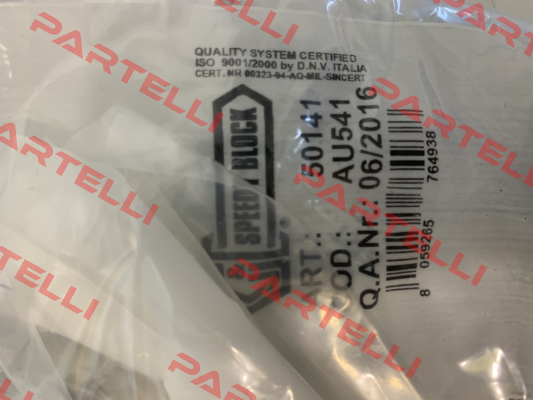 QUALITY SYSTEM CERTIFIED
ISO 9001/2000 by D.N.V. ITALIA
CERT. NR 00323-94-AQ-MIL-SINCERT
SPEEDY BLOCK
®
ART.: 50141
COD.: AU541
Q.A.Nr.: 06/2016
8 059265 764938
PARTELLI
PARTELLI
PARTELLI
PARTELLI
PARTELLI
PARTELLI